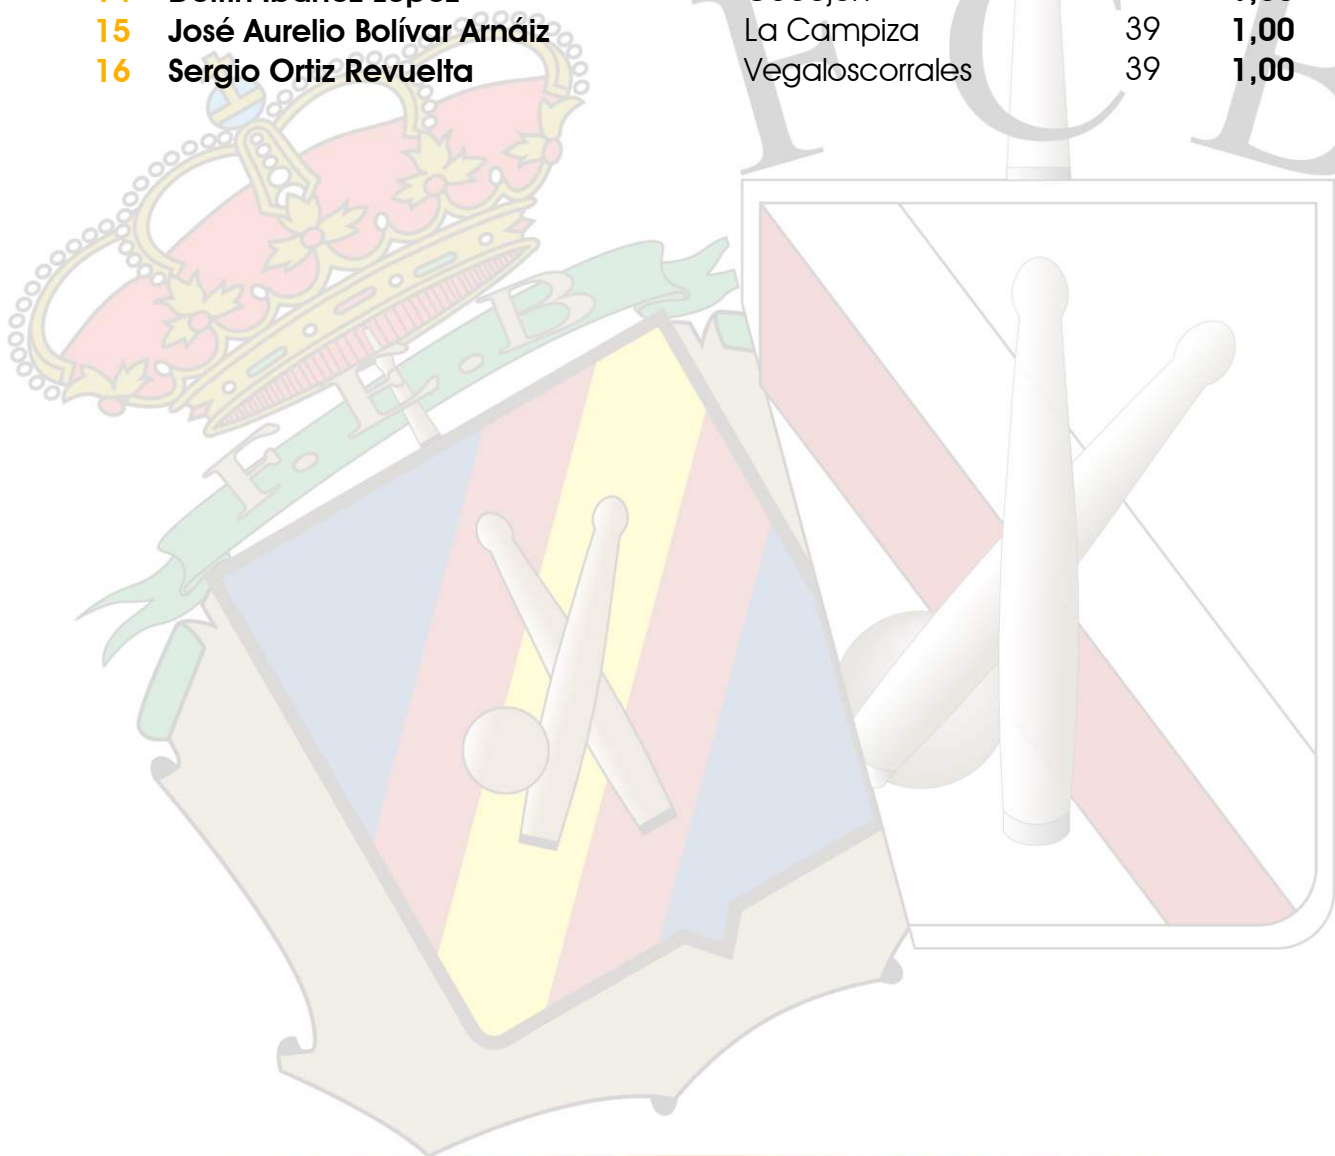 15 José Aurelio Bolívar Arnáiz La Campiza 39 1,00
16 Sergio Ortiz Revuelta Vegaloscorrales 39 1,00
F C B
F.E.B